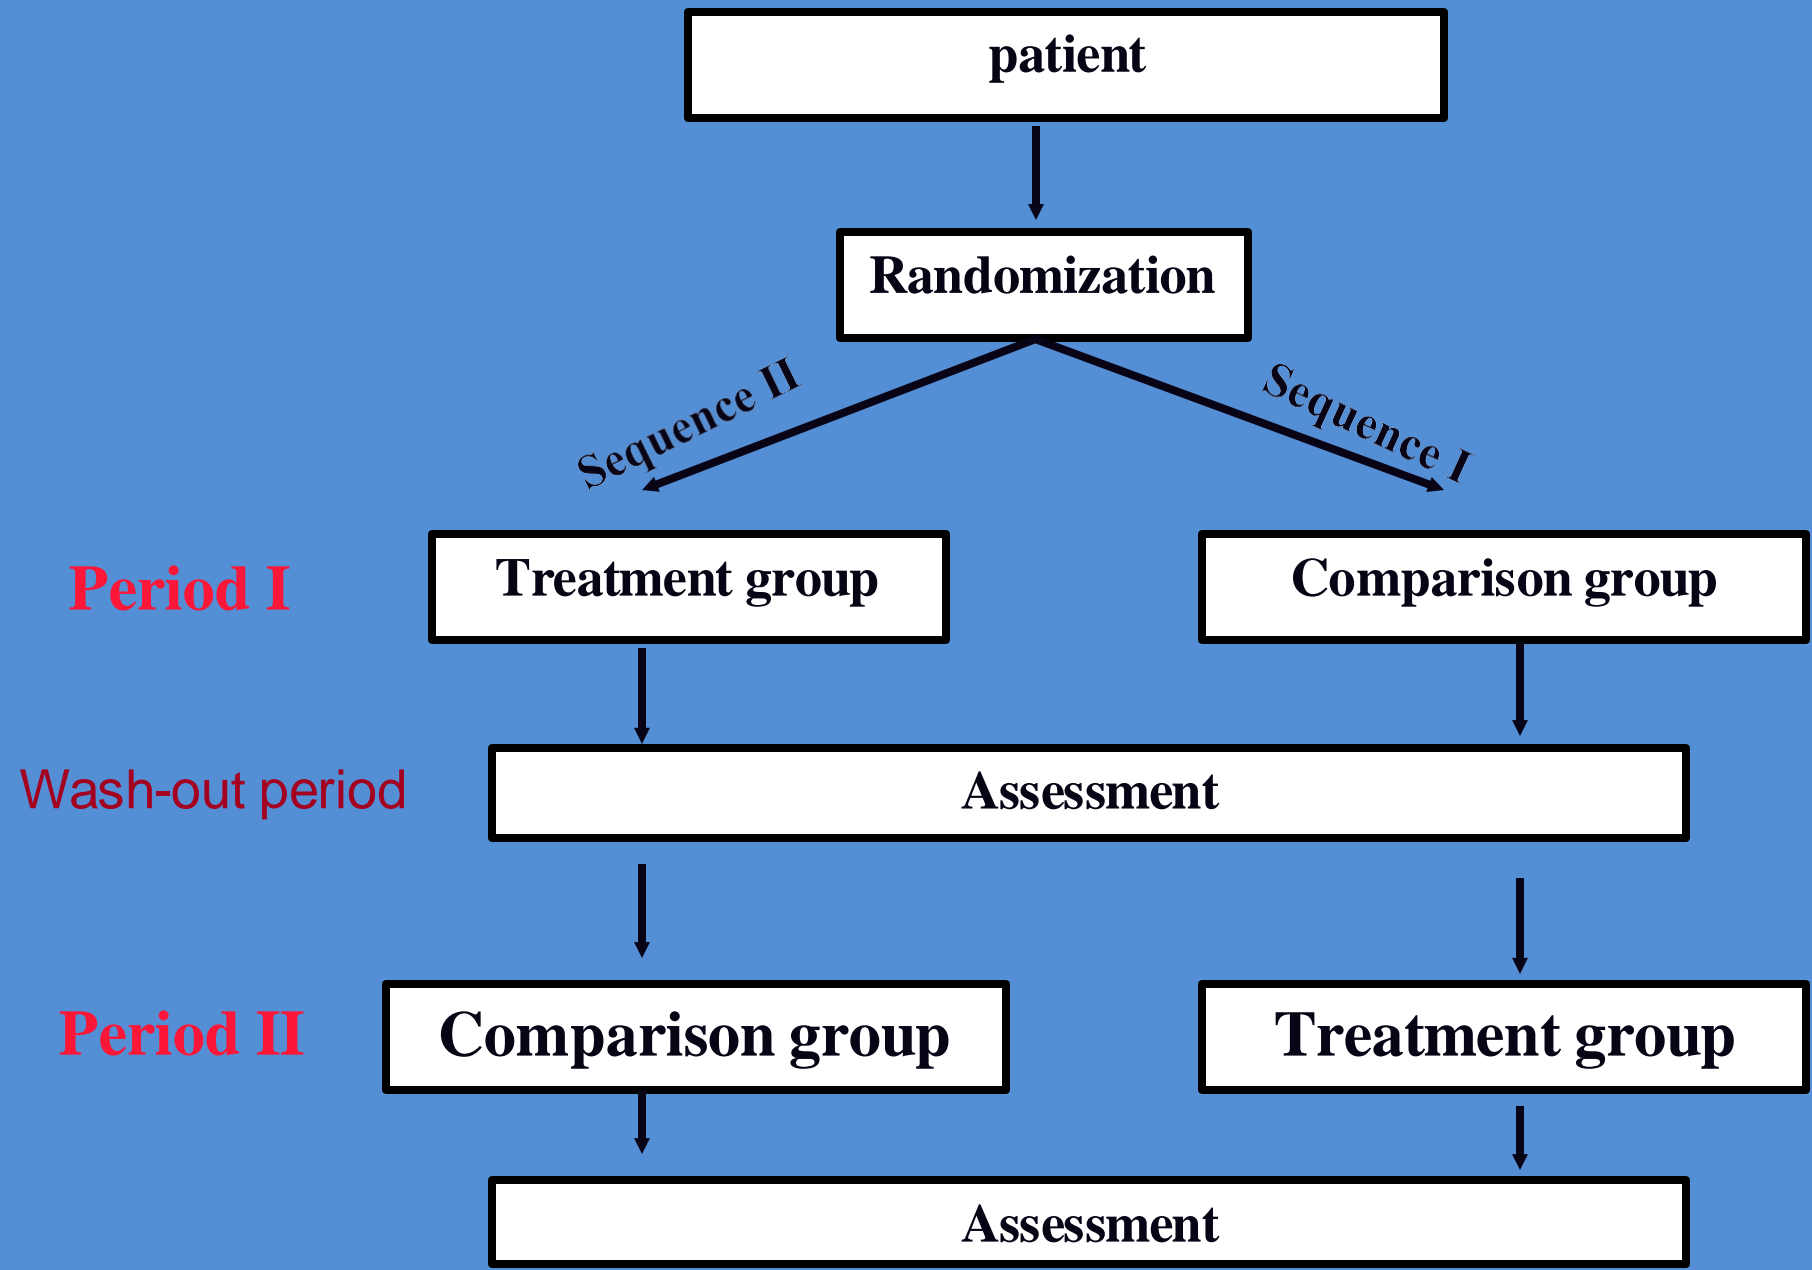 patient
Randomization
Sequence II
Sequence I
Period I
Treatment group
Comparison group
Wash-out period
Assessment
Period II
Comparison group
Treatment group
Assessment